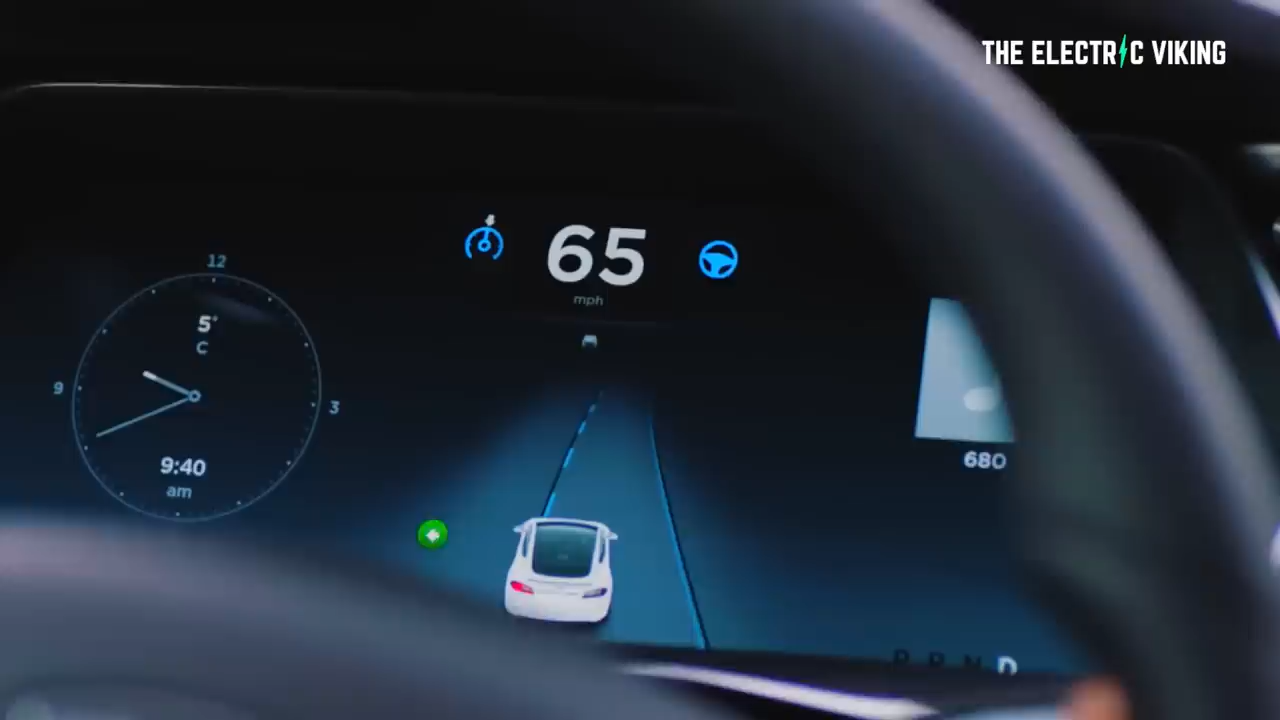 THE ELECTRIC VIKING
12
5°
C
9
3
9:40
am
65
mph
680
P R N D